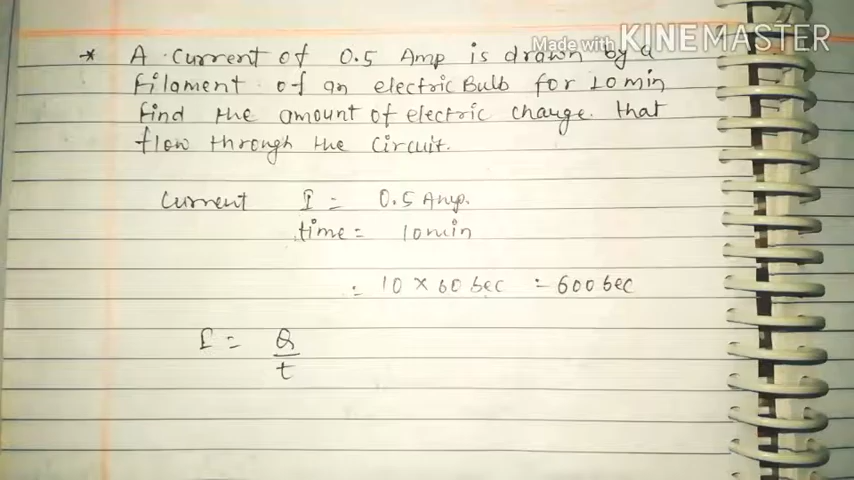 Made with KINEMASTER
* A current of 0.5 Amp is drawn by a
filament of an electric Bulb for 10 min
find the amount of electric charge. that
flow through the circuit.
Current I = 0.5 Amp.
time = 10 min
= 10 × 60 sec = 600 sec
I = Q/t